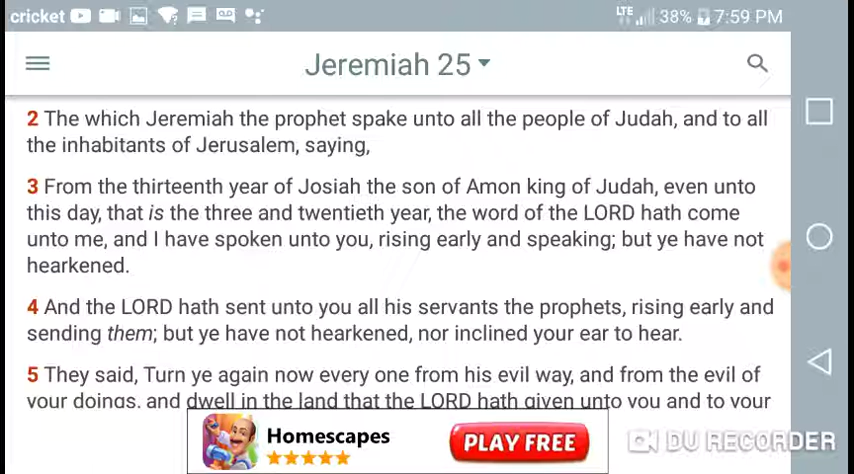 cricket LTE 38% 7:59 PM
Jeremiah 25
2 The which Jeremiah the prophet spake unto all the people of Judah, and to all
the inhabitants of Jerusalem, saying,
3 From the thirteenth year of Josiah the son of Amon king of Judah, even unto
this day, that is the three and twentieth year, the word of the LORD hath come
unto me, and I have spoken unto you, rising early and speaking; but ye have not
hearkened.
4 And the LORD hath sent unto you all his servants the prophets, rising early and
sending them; but ye have not hearkened, nor inclined your ear to hear.
5 They said, Turn ye again now every one from his evil way, and from the evil of
your doings, and dwell in the land that the LORD hath given unto you and to your
Homescapes
PLAY FREE
DU RECORDER